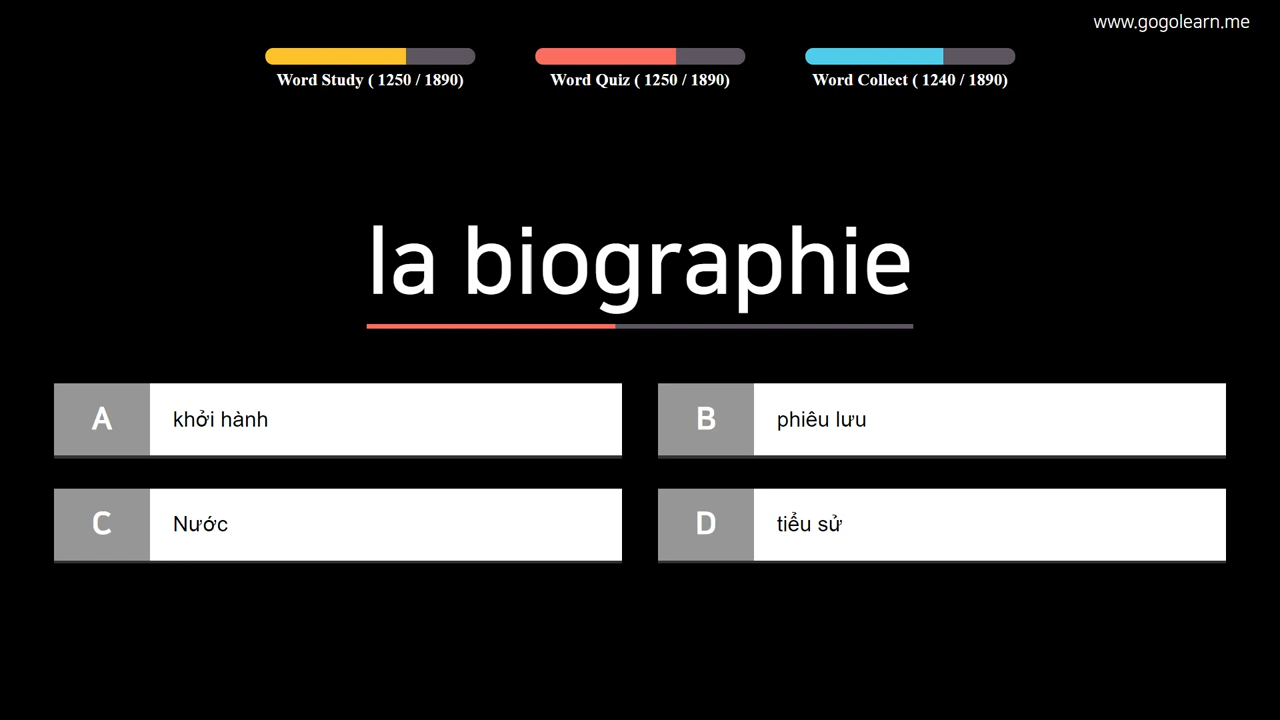 www.gogolearn.me
Word Study ( 1250 / 1890)
Word Quiz ( 1250 / 1890)
Word Collect ( 1240 / 1890)
la biographie
A
khởi hành
B
phiêu lưu
C
Nước
D
tiểu sử